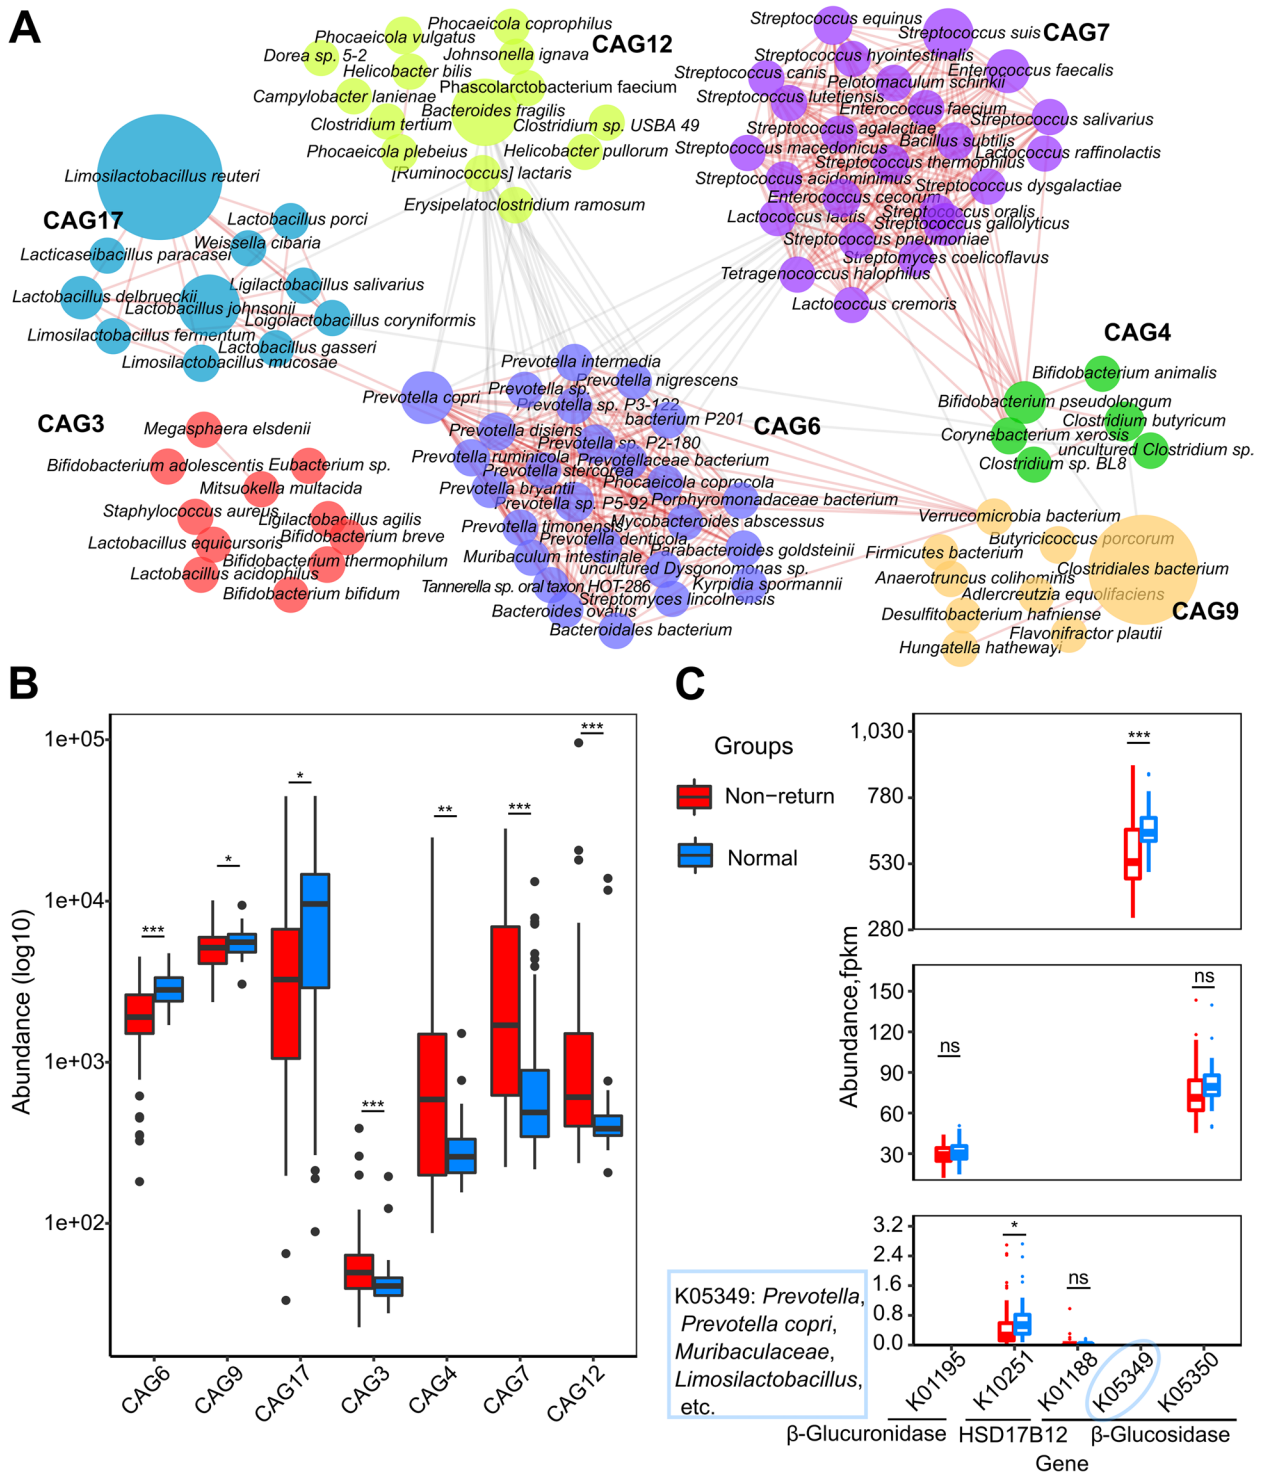 A
Phocaeicola coprophilus
Phocaeicola vulgatus
CAG12
Dorea sp. 5-2
Johnsonella ignava
Helicobacter bilis
Phascolarctobacterium faecium
Campylobacter lanienae
Bacteroides fragilis
Clostridium tertium
Clostridium sp. USBA 49
Phocaeicola plebeius
Helicobacter pullorum
[Ruminococcus] lactaris
Erysipelatoclostridium ramosum
Streptococcus equinus
Streptococcus suis
CAG7
Streptococcus hyointestinalis
Streptococcus canis
Enterococcus faecalis
Pelotomaculum schinkii
Streptococcus lutetiensis
Enterococcus faecium
Streptococcus salivarius
Streptococcus agalactiae
Bacillus subtilis
Streptococcus macedonicus
Lactococcus raffinolactis
Streptococcus thermophilus
Streptococcus acidominimus
Streptococcus dysgalactiae
Enterococcus cecorum
Lactococcus lactis
Streptococcus oralis
Streptococcus gallolyticus
Streptococcus pneumoniae
Streptomyces coelicoflavus
Tetragenococcus halophilus
Lactococcus cremoris
Limosilactobacillus reuteri
CAG17
Lactobacillus porci
Weissella cibaria
Lacticaseibacillus paracasei
Ligilactobacillus salivarius
Lactobacillus delbrueckii
Lactobacillus johnsonii
Loigolactobacillus coryniformis
Limosilactobacillus fermentum
Lactobacillus gasseri
Limosilactobacillus mucosae
CAG4
Bifidobacterium animalis
Bifidobacterium pseudolongum
Clostridium butyricum
Corynebacterium xerosis
uncultured Clostridium sp.
Clostridium sp. BL8
Prevotella intermedia
Prevotella copri
Prevotella sp.
Prevotella nigrescens
Prevotella sp. P3-122
bacterium P201
CAG6
Prevotella disiens
Prevotella sp. P2-180
Prevotella ruminicola
Prevotellaceae bacterium
Prevotella stercorea
Phocaeicola coprocola
Prevotella bryantii
Prevotella sp. P5-92
Porphyromonadaceae bacterium
Prevotella timonensis
Mycobacteroides abscessus
Prevotella denticola
Muribaculum intestinale
Parabacteroides goldsteinii
uncultured Dysgonomonas sp.
Tannerella sp. oral taxon HOT-286
Kyrpidia spormannii
Streptomyces lincolnensis
Bacteroides ovatus
Bacteroidales bacterium
CAG3
Megasphaera elsdenii
Bifidobacterium adolescentis
Eubacterium sp.
Mitsuokella multacida
Staphylococcus aureus
Ligilactobacillus agilis
Lactobacillus equicursoris
Bifidobacterium breve
Bifidobacterium thermophilum
Lactobacillus acidophilus
Bifidobacterium bifidum
Verrucomicrobia bacterium
Butyricicoccus porcorum
Firmicutes bacterium
Clostridiales bacterium
Anaerotruncus colihominis
Adlercreutzia equolifaciens
CAG9
Desulfitobacterium hafniense
Flavonifractor plautii
Hungatella hathewayi
B
Abundance (log10)
1e+05
1e+04
1e+03
1e+02
***
*
*
***
**
***
***
CAG6
CAG9
CAG17
CAG3
CAG4
CAG7
CAG12
C
Groups
Non-return
Normal
Abundance,fpkm
1,030
780
530
280
***
150
120
90
60
30
ns
ns
3.2
2.4
1.6
0.8
0.0
*
ns
K05349: Prevotella,
Prevotella copri,
Muribaculaceae,
Limosilactobacillus,
etc.
K01195
K10251
K01188
K05349
K05350
β-Glucuronidase
HSD17B12
β-Glucosidase
Gene